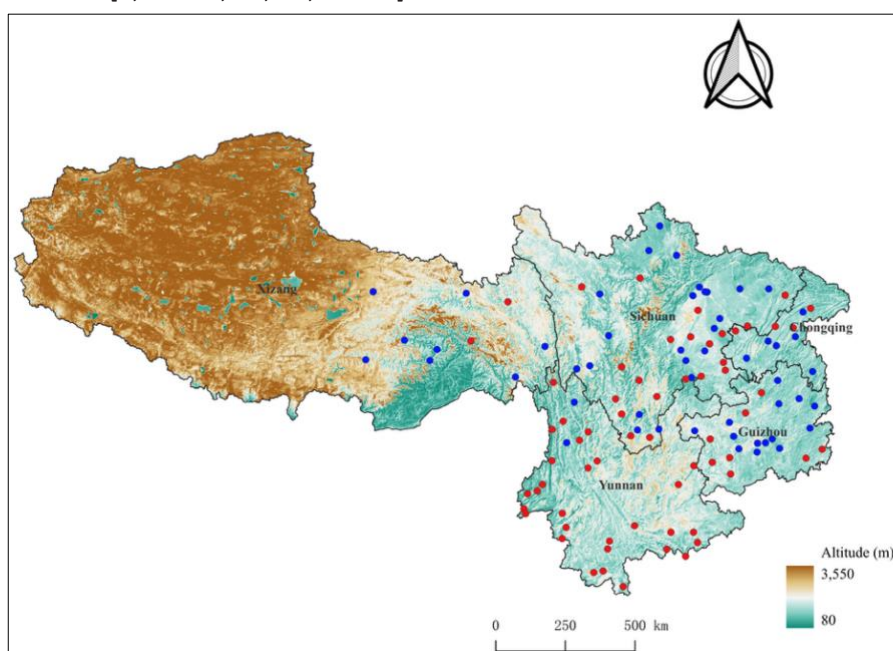 Xizang
Sichuan
Chongqing
Guizhou
Yunnan
Altitude (m)
3,550
80
0 250 500 km